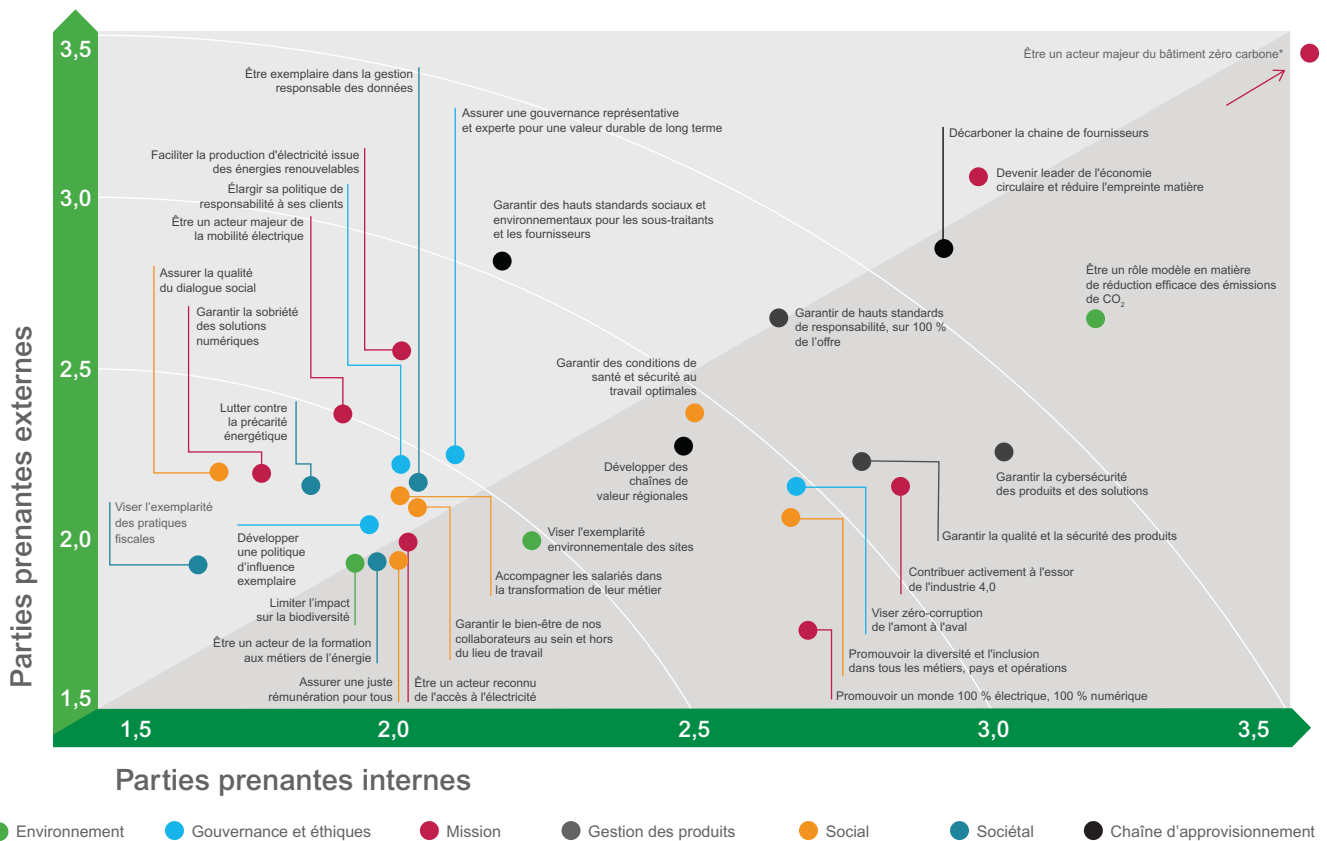 3,5
3,0
2,5
2,0
1,5
Parties prenantes externes
Être un acteur majeur du bâtiment zéro carbone*
Être exemplaire dans la gestion
responsable des données
Assurer une gouvernance représentative
et experte pour une valeur durable de long terme
Décarboner la chaine de fournisseurs
Faciliter la production d'électricité issue
des énergies renouvelables
Devenir leader de l'économie
circulaire et réduire l'empreinte matière
Élargir sa politique de
responsabilité à ses clients
Garantir des hauts standards sociaux et
environnementaux pour les sous-traitants
et les fournisseurs
Être un acteur majeur de
la mobilité électrique
Assurer la qualité
du dialogue social
Être un rôle modèle en matière
de réduction efficace des émissions
de CO2
Garantir la sobriété
des solutions
numériques
Garantir de hauts standards
de responsabilité, sur 100 %
de l'offre
Garantir des conditions de
santé et sécurité au
travail optimales
Lutter contre
la précarité
énergétique
Développer des
chaînes de
valeur régionales
Garantir la cybersécurité
des produits et des solutions
Viser l'exemplarité
des pratiques
fiscales
Développer
une politique
d'influence
exemplaire
Viser l'exemplarité
environnementale des sites
Garantir la qualité et la sécurité des produits
Accompagner les salariés dans
la transformation de leur métier
Contribuer activement à l'essor
de l'industrie 4,0
Limiter l'impact
sur la biodiversité
Viser zéro-corruption
de l'amont à l'aval
Garantir le bien-être de nos
collaborateurs au sein et hors
du lieu de travail
Être un acteur de la formation
aux métiers de l'énergie
Promouvoir la diversité et l'inclusion
dans tous les métiers, pays et opérations
Assurer une juste
rémunération pour tous
Être un acteur reconnu
de l'accès à l'électricité
Promouvoir un monde 100 % électrique, 100 % numérique
1,5
2,0
2,5
3,0
3,5
Parties prenantes internes
Environnement
Gouvernance et éthiques
Mission
Gestion des produits
Social
Sociétal
Chaîne d'approvisionnement